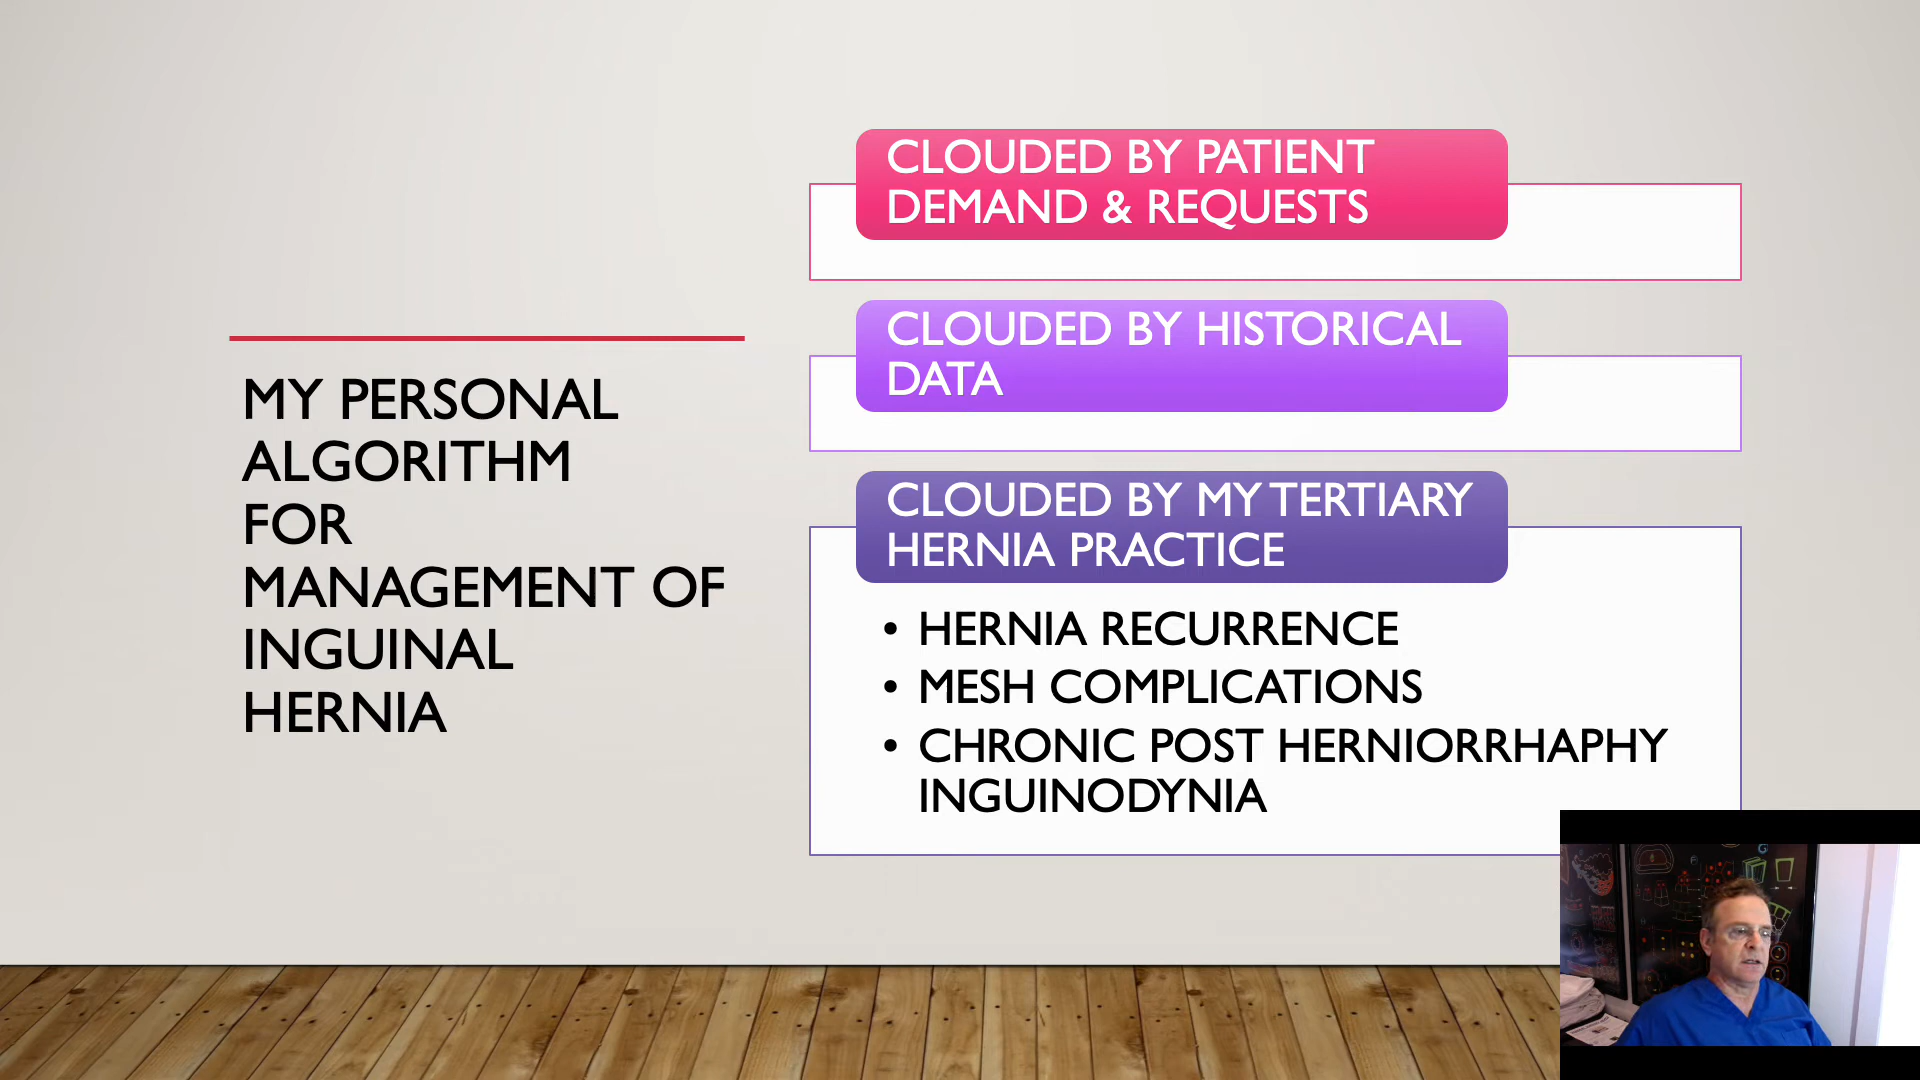 MY PERSONAL
ALGORITHM
FOR
MANAGEMENT OF
INGUINAL
HERNIA
CLOUDED BY PATIENT
DEMAND & REQUESTS
CLOUDED BY HISTORICAL
DATA
CLOUDED BY MY TERTIARY
HERNIA PRACTICE
• HERNIA RECURRENCE
• MESH COMPLICATIONS
• CHRONIC POST HERNIORRHAPHY
INGUINODYNIA